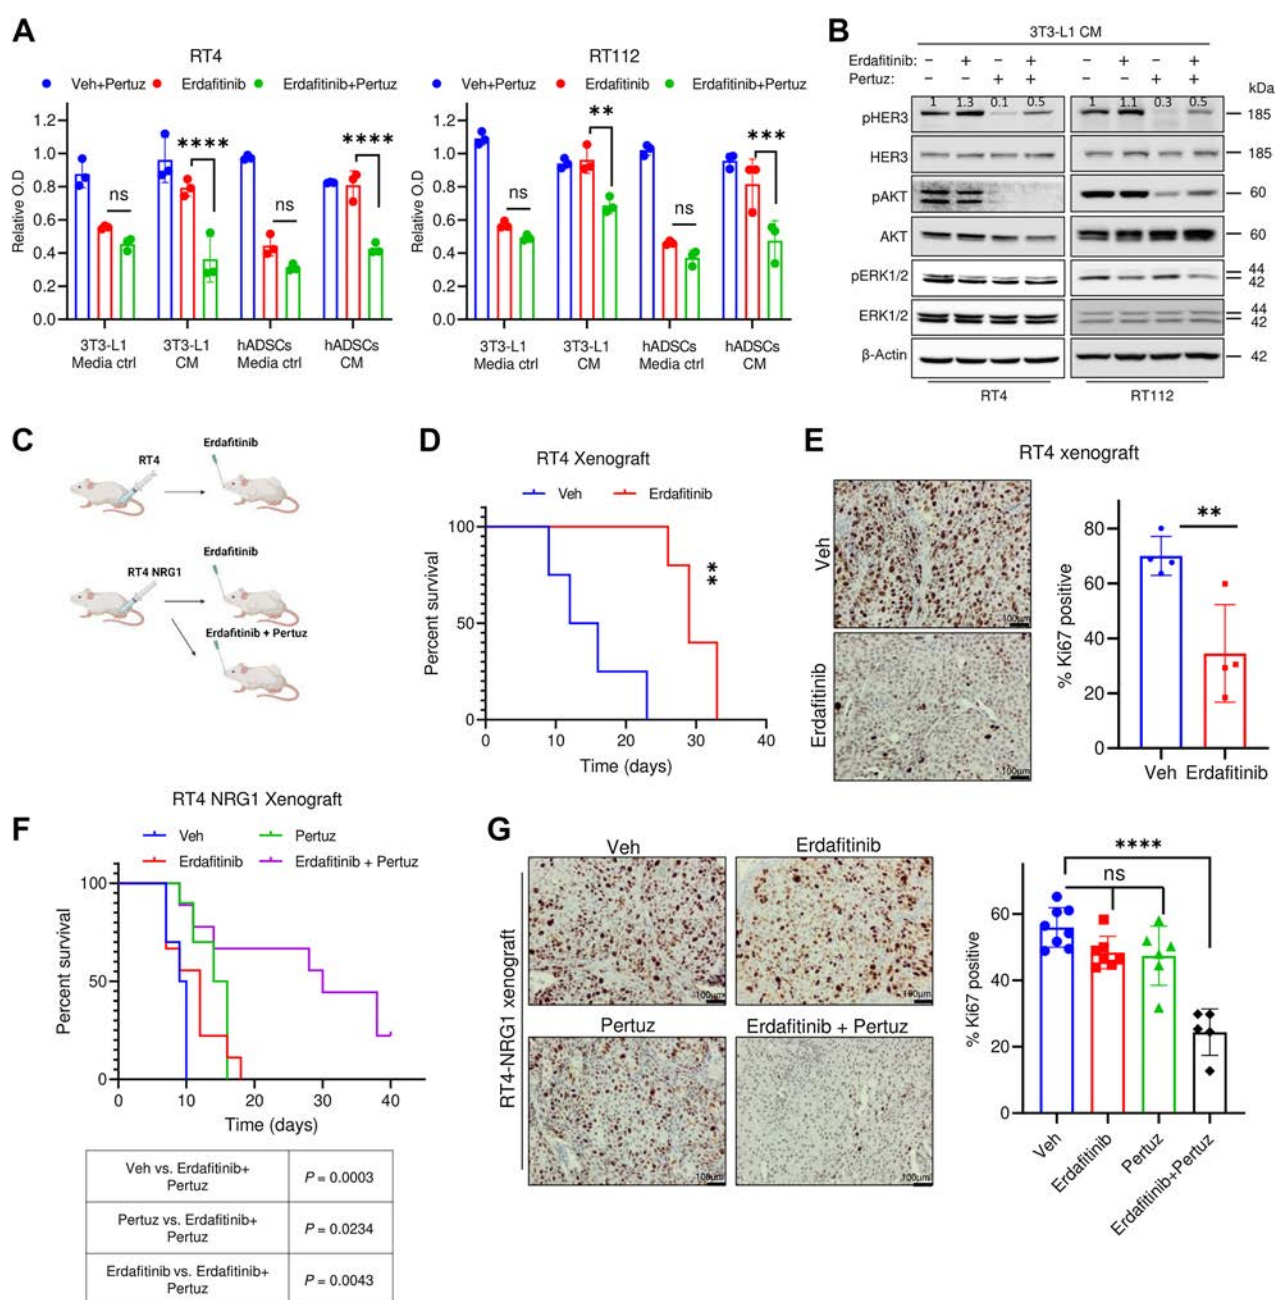 A
RT4
Veh+Pertuz Erdafitinib Erdafitinib+Pertuz
Relative O.D
1.2
1.0
0.8
0.6
0.4
0.2
0.0
ns
****
ns
****
3T3-L1 Media ctrl
3T3-L1 CM
hADSCs Media ctrl
hADSCs CM
RT112
Veh+Pertuz Erdafitinib Erdafitinib+Pertuz
Relative O.D
1.2
1.0
0.8
0.6
0.4
0.2
0.0
ns
**
ns
***
3T3-L1 Media ctrl
3T3-L1 CM
hADSCs Media ctrl
hADSCs CM
B
3T3-L1 CM
Erdafitinib: − + − + − + − +
Pertuz: − − + + − − + +
kDa
1 1.3 0.1 0.5 1 1.1 0.3 0.5
pHER3 185
HER3 185
pAKT 60
AKT 60
pERK1/2 44 42
ERK1/2 44 42
β-Actin 42
RT4 RT112
C
RT4
Erdafitinib
RT4 NRG1
Erdafitinib
Erdafitinib + Pertuz
D
RT4 Xenograft
Veh Erdafitinib
Percent survival
100
50
0
**
0 10 20 30 40
Time (days)
E
RT4 xenograft
Veh
100μm
Erdafitinib
100μm
% Ki67 positive
80
60
40
20
0
**
Veh Erdafitinib
F
RT4 NRG1 Xenograft
Veh Pertuz
Erdafitinib Erdafitinib + Pertuz
Percent survival
100
50
0
0 10 20 30 40
Time (days)
Veh vs. Erdafitinib+
Pertuz
P = 0.0003
Pertuz vs. Erdafitinib+
Pertuz
P = 0.0234
Erdafitinib vs. Erdafitinib+
Pertuz
P = 0.0043
G
RT4-NRG1 xenograft
Veh
100μm
Erdafitinib
100μm
Pertuz
100μm
Erdafitinib + Pertuz
100μm
% Ki67 positive
60
40
20
0
****
ns
Veh
Erdafitinib
Pertuz
Erdafitinib+Pertuz